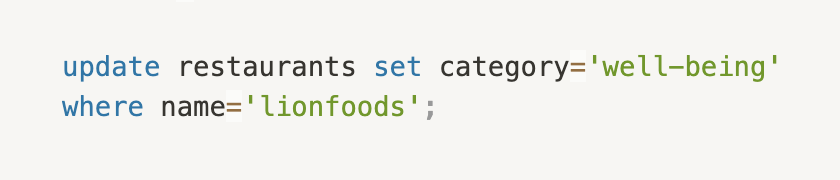 update restaurants set category='well-being'
where name='lionfoods';